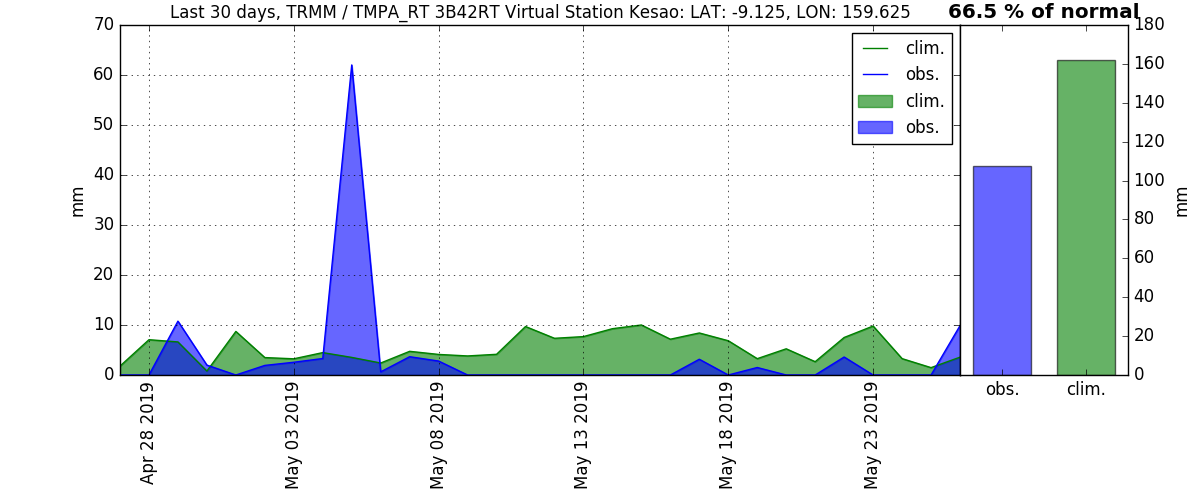 Last 30 days, TRMM / TMPA_RT 3B42RT Virtual Station Kesao: LAT: -9.125, LON: 159.625
66.5 % of normal
70
60
50
40
30
20
10
0
mm
clim.
obs.
clim.
obs.
180
160
140
120
100
80
60
40
20
0
mm
Apr 28 2019
May 03 2019
May 08 2019
May 13 2019
May 18 2019
May 23 2019
obs.
clim.